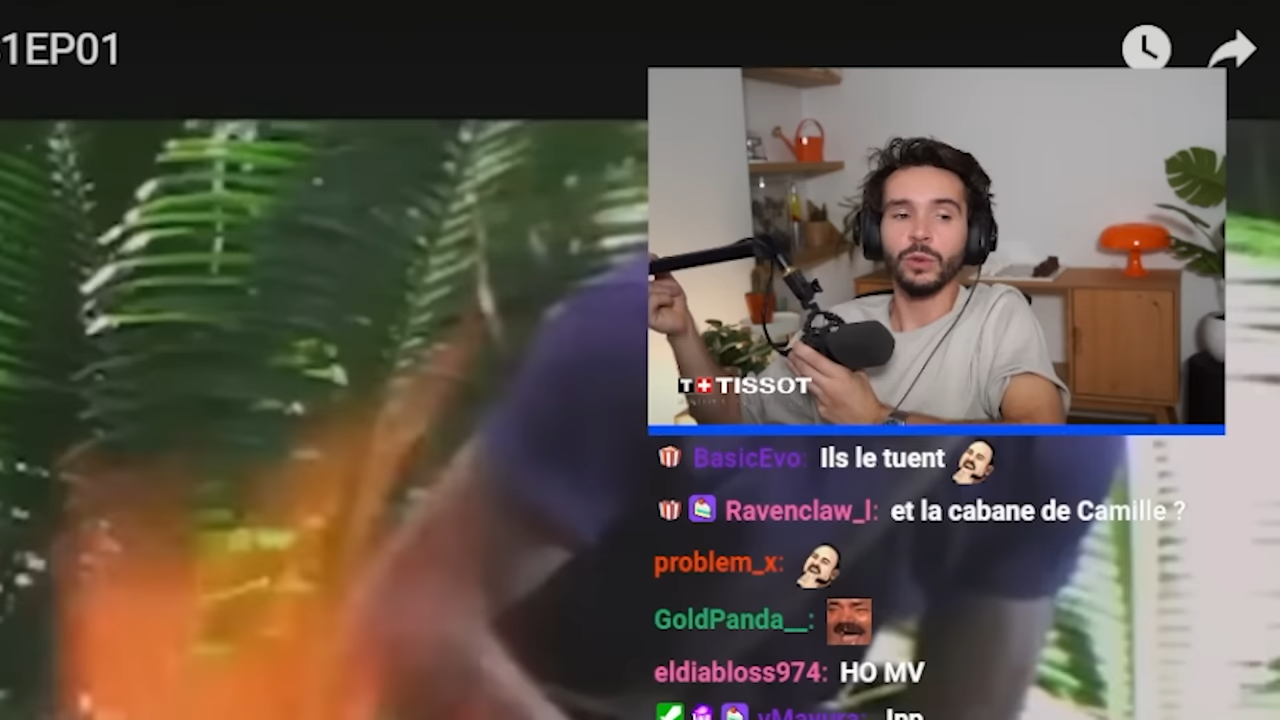 1EP01
T+TISSOT
BasicEvo: Ils le tuent
Ravenclaw_l: et la cabane de Camille ?
problem_x:
GoldPanda__:
eldiabloss974: HO MV